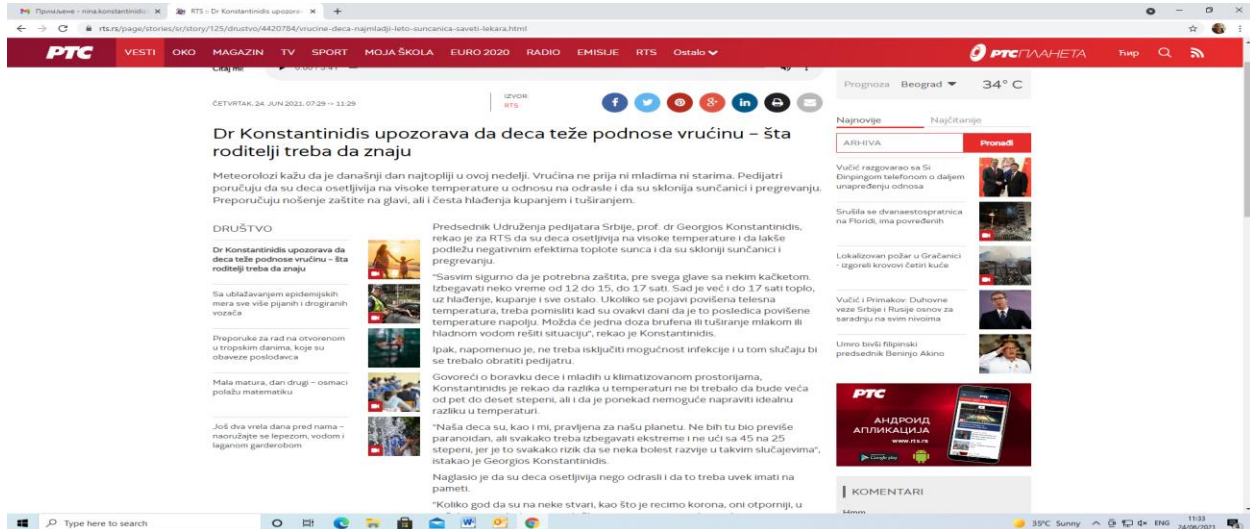 Примљене - nina.konstantinidis
RTS :: Dr Konstantinidis upozora
rts.rs/page/stories/sr/story/125/drustvo/4420784/vrucine-deca-najmladji-leto-suncanica-saveti-lekara.html
РТС VESTI OKO MAGAZIN TV SPORT MOJA ŠKOLA EURO 2020 RADIO EMISIJE RTS Ostalo
РТС ПЛАНЕТА Ћир
Čitaj mi:
ČETVRTAK, 24. JUN 2021, 07:29 -> 11:29
IZVOR:
RTS
Dr Konstantinidis upozorava da deca teže podnose vrućinu – šta
roditelji treba da znaju
Meteorolozi kažu da je današnji dan najtopliji u ovoj nedelji. Vrućina ne prija ni mladima ni starima. Pedijatri
poručuju da su deca osetljivija na visoke temperature u odnosu na odrasle i da su sklonija sunčanici i pregrevanju.
Preporučuju nošenje zaštite na glavi, ali i česta hlađenja kupanjem i tuširanjem.
DRUŠTVO
Dr Konstantinidis upozorava da
deca teže podnose vrućinu – šta
roditelji treba da znaju
Sa ublažavanjem epidemijskih
mera sve više pijanih i drogiranih
vozača
Preporuke za rad na otvorenom
u tropskim danima, koje su
obaveze poslodavca
Mala matura, dan drugi – osmaci
polažu matematiku
Još dva vrela dana pred nama –
naoružajte se lepezom, vodom i
laganom garderobom
Predsednik Udruženja pedijatara Srbije, prof. dr Georgios Konstantinidis,
rekao je za RTS da su deca osetljivija na visoke temperature i da lakše
podležu negativnim efektima toplote sunca i da su skloniji sunčanici i
pregrevanju.
"Sasvim sigurno da je potrebna zaštita, pre svega glave sa nekim kačketom.
Izbegavati neko vreme od 12 do 15, do 17 sati. Sad je već i do 17 sati toplo,
uz hlađenje, kupanje i sve ostalo. Ukoliko se pojavi povišena telesna
temperatura, treba pomisliti kad su ovakvi dani da je to posledica povišene
temperature napolju. Možda će jedna doza brufena ili tuširanje mlakom ili
hladnom vodom rešiti situaciju", rekao je Konstantinidis.
Ipak, napomenuo je, ne treba isključiti mogućnost infekcije i u tom slučaju bi
se trebalo obratiti pedijatru.
Govoreći o boravku dece i mladih u klimatizovanom prostorijama,
Konstantinidis je rekao da razlika u temperaturi ne bi trebalo da bude veća
od pet do deset stepeni, ali i da je ponekad nemoguće napraviti idealnu
razliku u temperaturi.
"Naša deca su, kao i mi, pravljena za našu planetu. Ne bih tu bio previše
paranoidan, ali svakako treba izbegavati ekstreme i ne ući sa 45 na 25
stepeni, jer je to svakako rizik da se neka bolest razvije u takvim slučajevima",
istakao je Georgios Konstantinidis.
Naglasio je da su deca osetljivija nego odrasli i da to treba uvek imati na
pameti.
"Koliko god da su na neke stvari, kao što je recimo korona, oni otporniji, u
Prognoza Beograd 34° C
Najnovije Najčitanije
ARHIVA Pronađi
Vučić razgovarao sa Si
Đinpingom telefonom o daljem
unapređenju odnosa
Srušila se dvanaestospratnica
na Floridi, ima povređenih
Lokalizovan požar u Gračanici
- izgoreli krovovi četiri kuće
Vučić i Primakov: Duhovne
veze Srbije i Rusije osnov za
saradnju na svim nivoima
Umro bivši filipinski
predsednik Beninjo Akino
РТС
АНДРОИД
АПЛИКАЦИЈА
www.rts.rs
Google play
KOMENTARI
Hmm
Type here to search
35°C Sunny ENG 11:33
24/06/2021